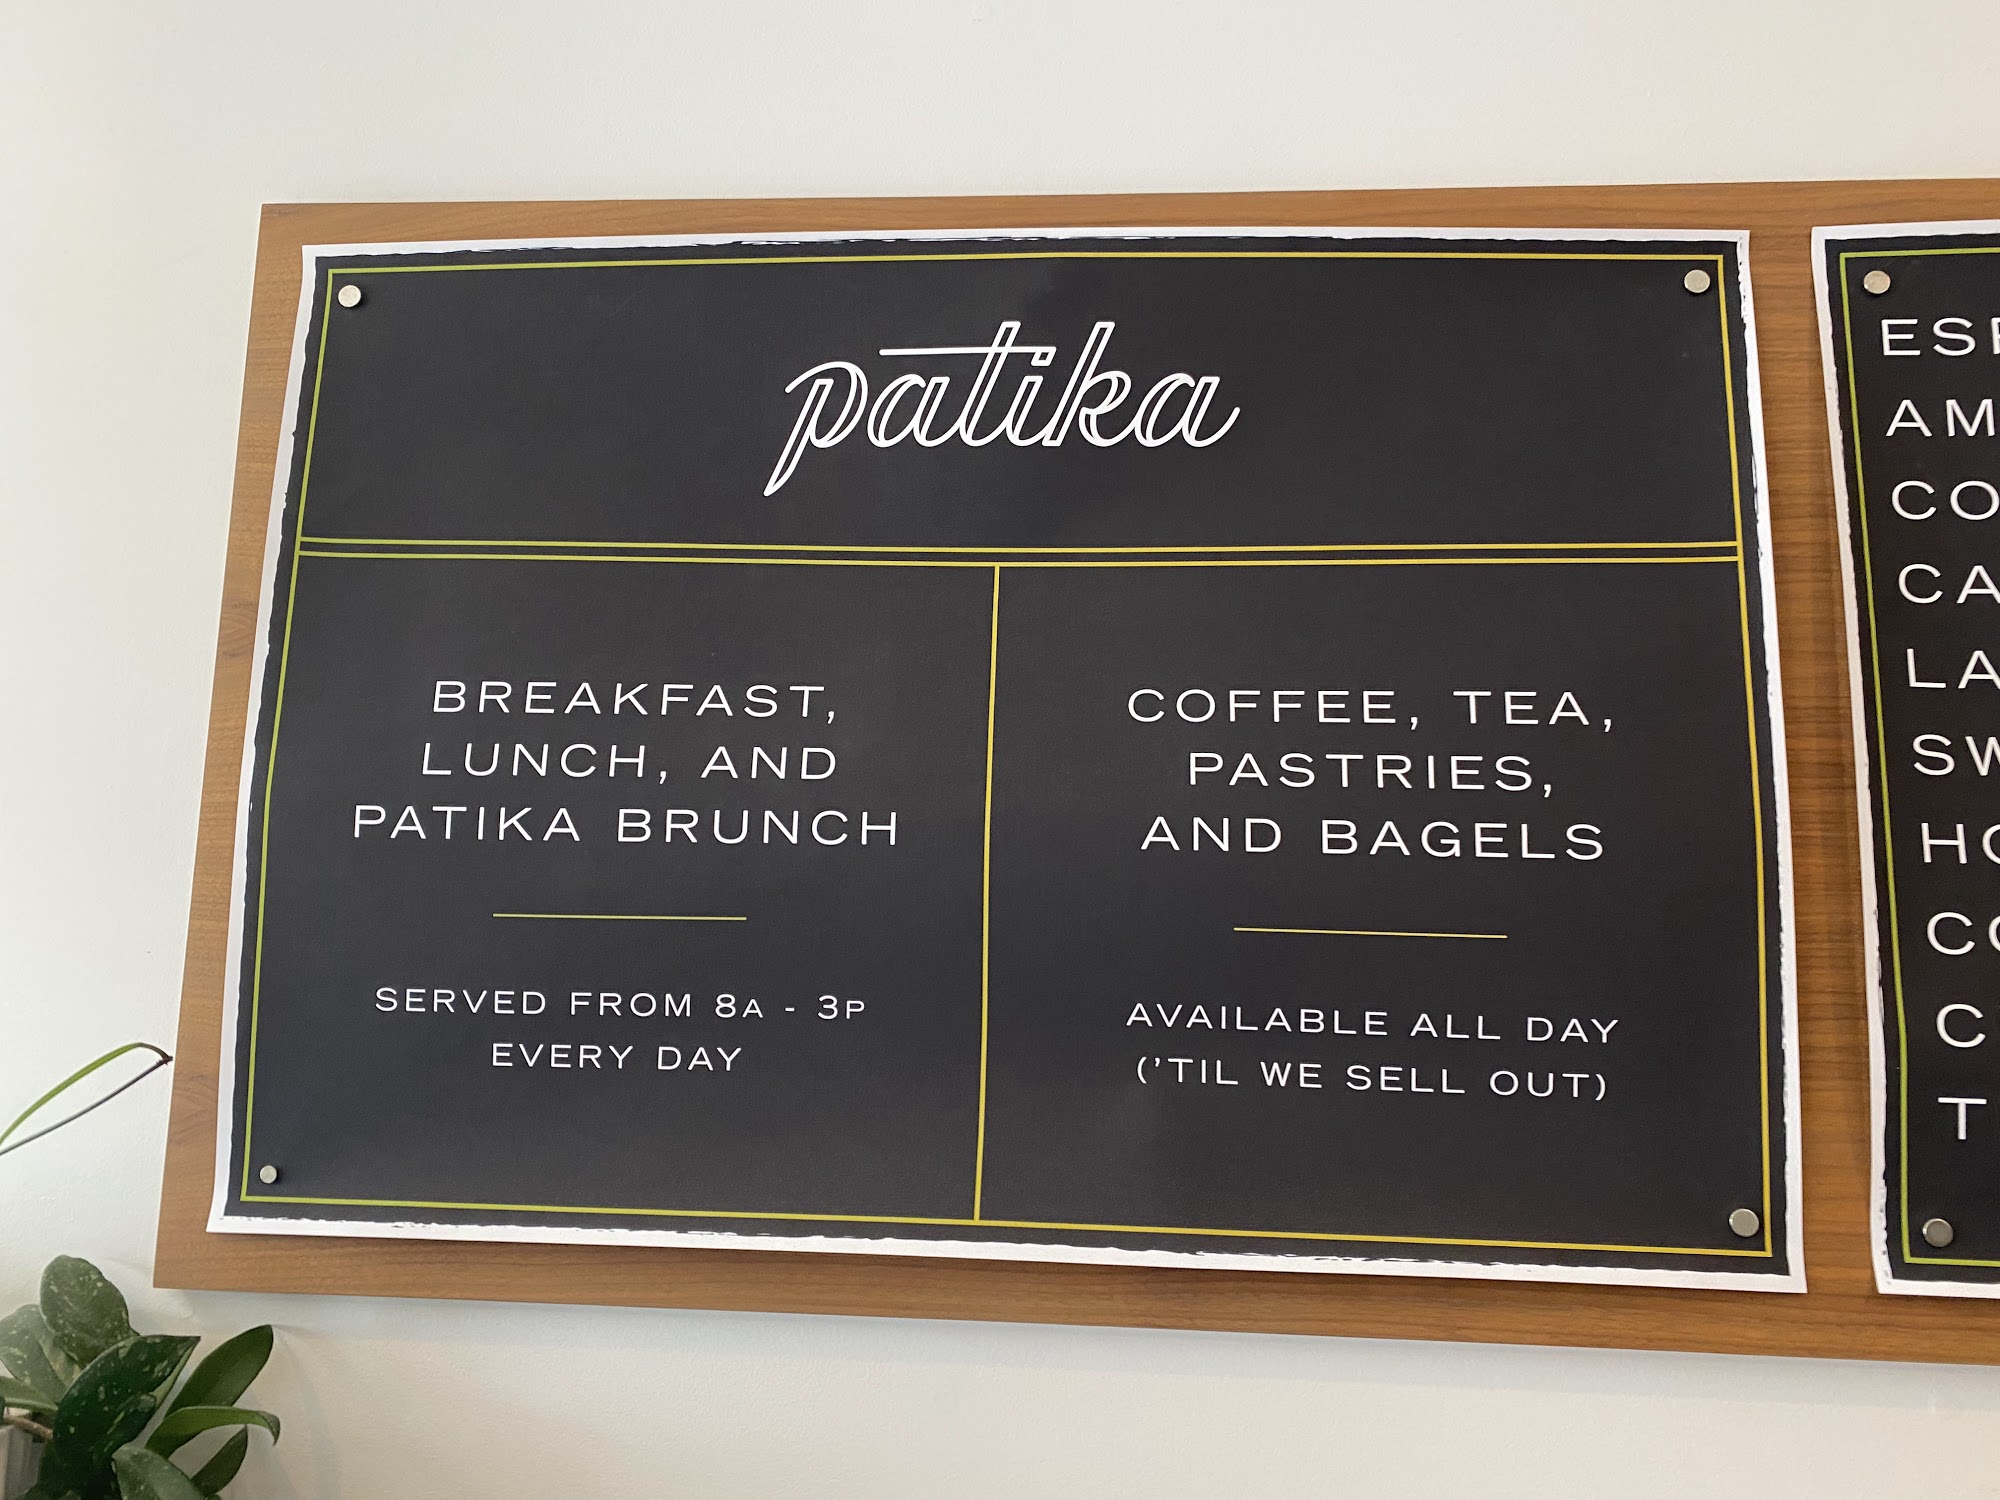 patika
BREAKFAST,
LUNCH, AND
PATIKA BRUNCH
SERVED FROM 8A - 3P
EVERY DAY
COFFEE, TEA,
PASTRIES,
AND BAGELS
AVAILABLE ALL DAY
('TIL WE SELL OUT)